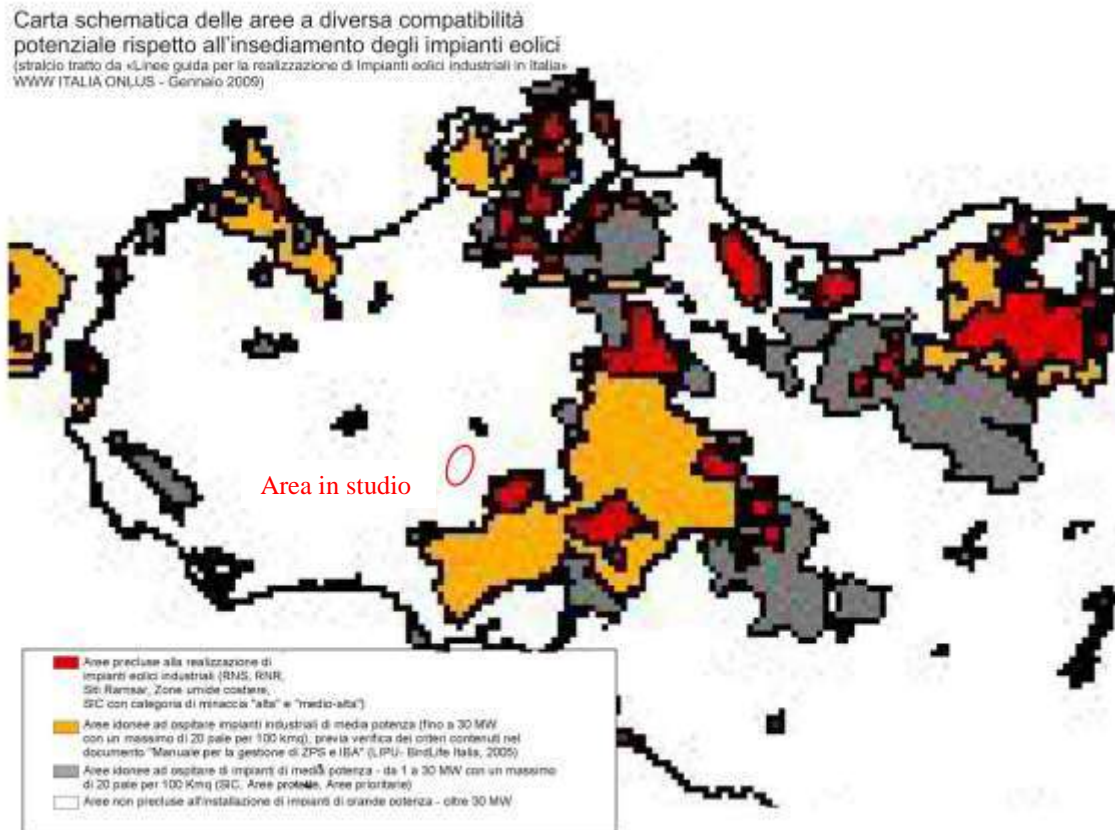 Carta schematica delle aree a diversa compatibilità
potenziale rispetto all'insediamento degli impianti eolici
(stralcio tratto da «Linee guida per la realizzazione di Impianti eolici industriali in Italia»
WWW ITALIA ONLUS - Gennaio 2009)
Area in studio
Aree precluse alla realizzazione di
impianti eolici industriali (RNS, RNR,
Siti Ramsar, Zone umide costiere,
SIC con categoria di minaccia "alta" e "medio-alta")
Aree idonee ad ospitare impianti industriali di media potenza (fino a 30 MW
con un massimo di 20 pale per 100 kmq), previa verifica dei criteri contenuti nel
documento "Manuale per la gestione di ZPS e IBA" (LIPU- BirdLife Italia, 2005)
Aree idonee ad ospitare di impianti di media potenza - da 1 a 30 MW con un massimo
di 20 pale per 100 Kmq (SIC, Aree protette, Aree prioritarie)
Aree non precluse all'installazione di impianti di grande potenza - oltre 30 MW